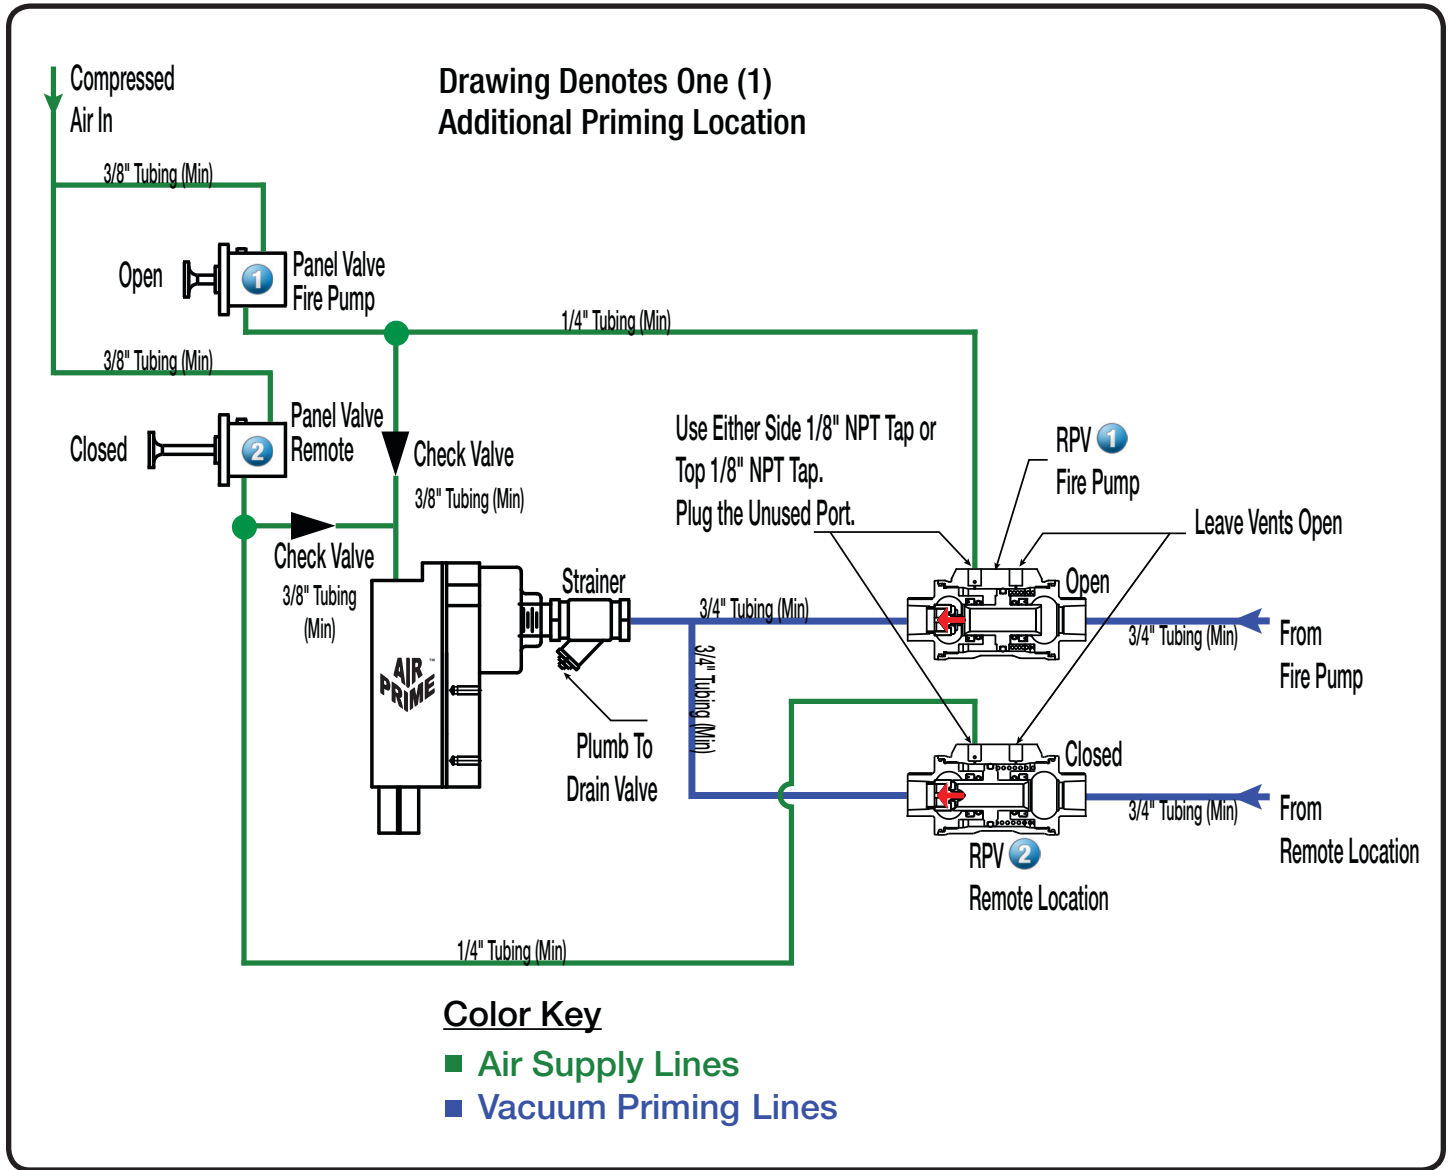 Compressed
Air In
Drawing Denotes One (1)
Additional Priming Location
3/8" Tubing (Min)
Open
1
Panel Valve
Fire Pump
1/4" Tubing (Min)
3/8" Tubing (Min)
Closed
2
Panel Valve
Remote
Check Valve
3/8" Tubing (Min)
Use Either Side 1/8" NPT Tap or
Top 1/8" NPT Tap.
Plug the Unused Port.
RPV 1
Fire Pump
Leave Vents Open
Check Valve
3/8" Tubing
(Min)
Strainer
Open
3/4" Tubing (Min)
3/4" Tubing (Min)
From
Fire Pump
3/4" Tubing (Min)
AIR
PRIME™
Plumb To
Drain Valve
Closed
3/4" Tubing (Min)
From
Remote Location
RPV 2
Remote Location
1/4" Tubing (Min)
Color Key
Air Supply Lines
Vacuum Priming Lines